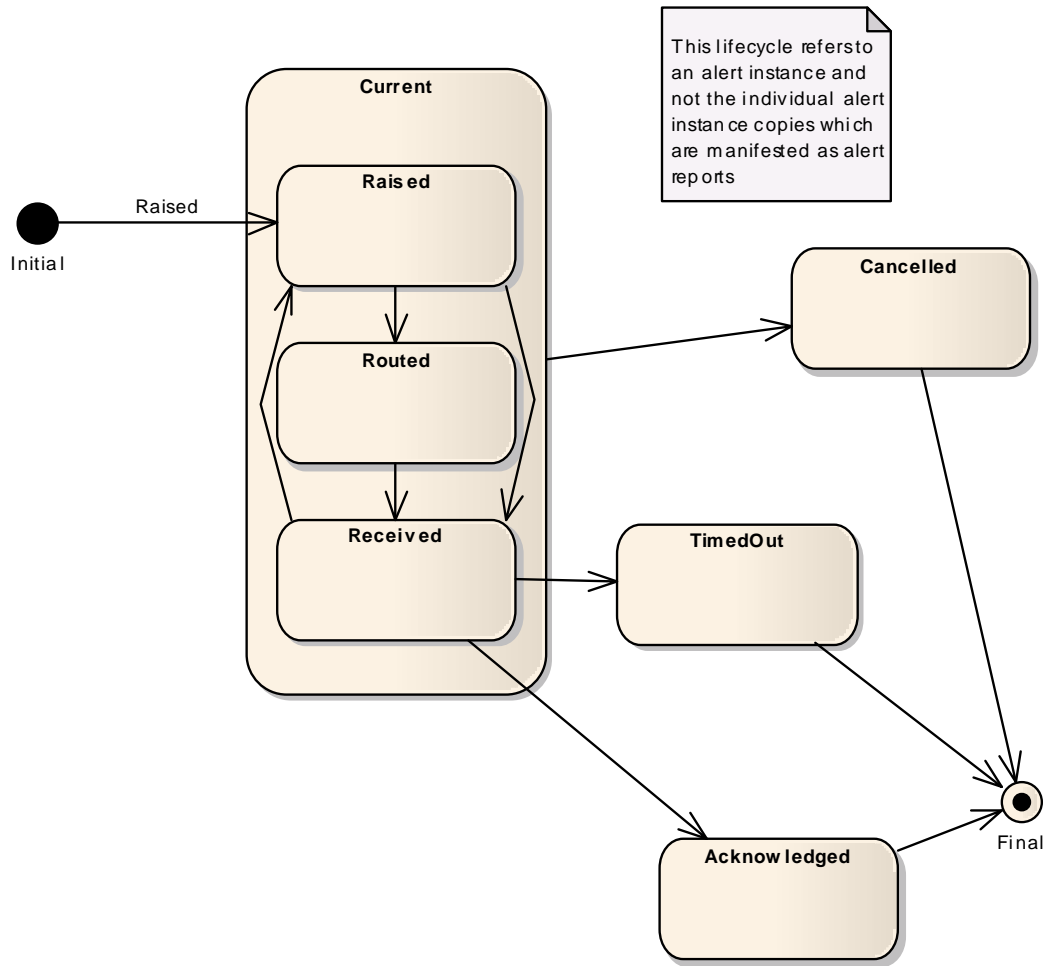 This lifecycle refers to
an alert instance and
not the individual alert
instance copies which
are manifested as alert
reports
Current
Raised
Raised
Initial
Cancelled
Routed
Received
TimedOut
Acknowledged
Final